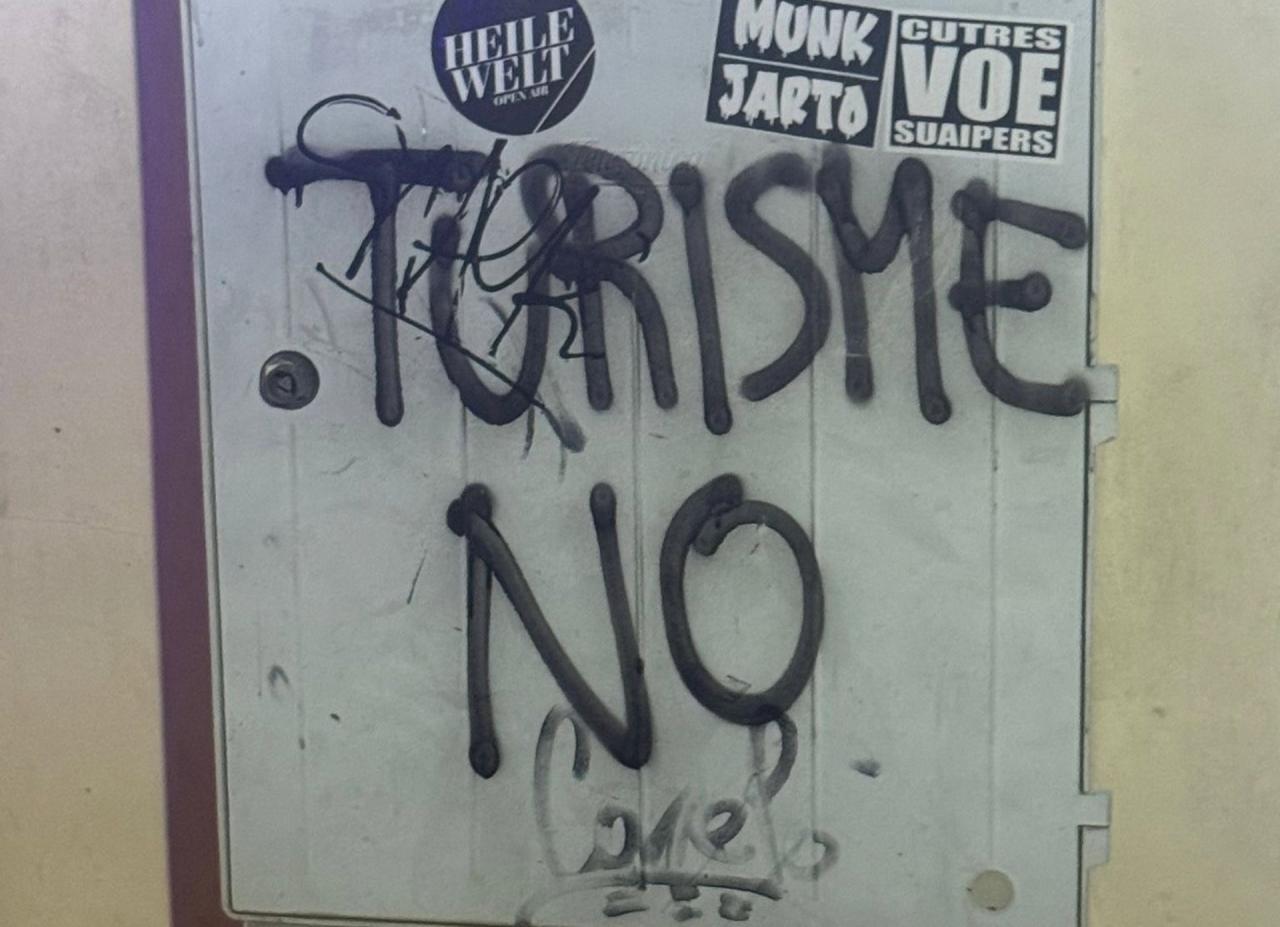 HEILE
WELT
OPEN AIR
MUNK
JARTO
CUTRES
VOE
SUAIPERS
TURISME
NO